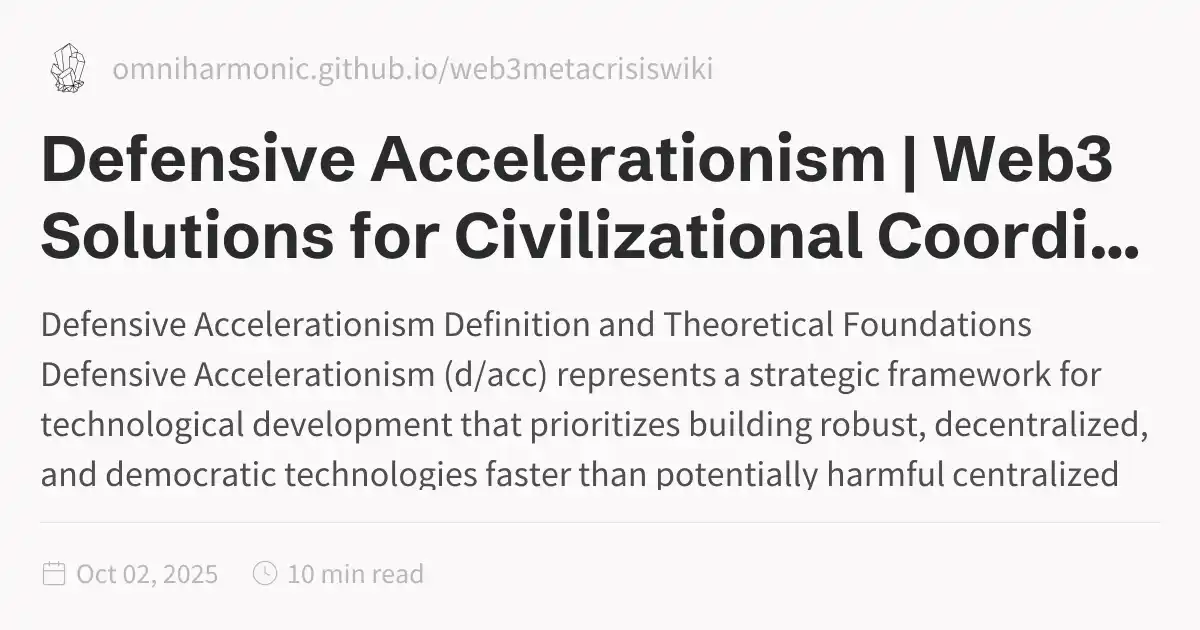 omniharmonic.github.io/web3metacrisiswiki
Defensive Accelerationism | Web3
Solutions for Civilizational Coordi...
Defensive Accelerationism Definition and Theoretical Foundations
Defensive Accelerationism (d/acc) represents a strategic framework for
technological development that prioritizes building robust, decentralized,
and democratic technologies faster than potentially harmful centralized
Oct 02, 2025
10 min read